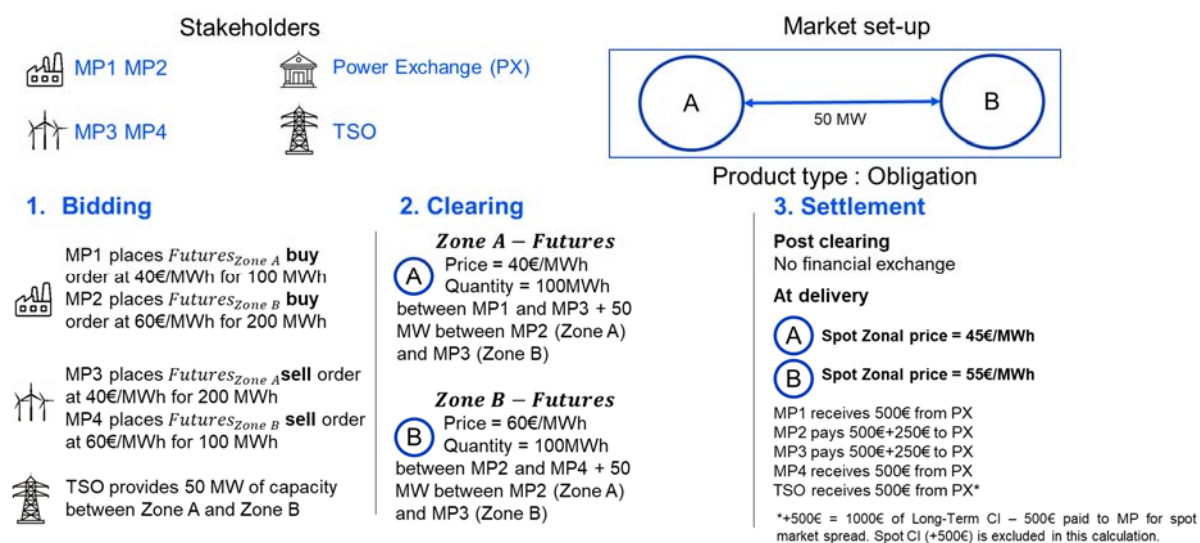 Stakeholders
MP1 MP2
Power Exchange (PX)
MP3 MP4
TSO
Market set-up
A
B
50 MW
Product type : Obligation
1. Bidding
MP1 places Futures Zone A buy
order at 40€/MWh for 100 MWh
MP2 places Futures Zone B buy
order at 60€/MWh for 200 MWh
MP3 places Futures Zone A sell order
at 40€/MWh for 200 MWh
MP4 places Futures Zone B sell order
at 60€/MWh for 100 MWh
TSO provides 50 MW of capacity
between Zone A and Zone B
2. Clearing
Zone A – Futures
A
Price = 40€/MWh
Quantity = 100MWh
between MP1 and MP3 + 50
MW between MP2 (Zone A)
and MP3 (Zone B)
Zone B – Futures
B
Price = 60€/MWh
Quantity = 100MWh
between MP2 and MP4 + 50
MW between MP2 (Zone A)
and MP3 (Zone B)
3. Settlement
Post clearing
No financial exchange
At delivery
A Spot Zonal price = 45€/MWh
B Spot Zonal price = 55€/MWh
MP1 receives 500€ from PX
MP2 pays 500€+250€ to PX
MP3 pays 500€+250€ to PX
MP4 receives 500€ from PX
TSO receives 500€ from PX*
*+500€ = 1000€ of Long-Term CI – 500€ paid to MP for spot
market spread. Spot CI (+500€) is excluded in this calculation.